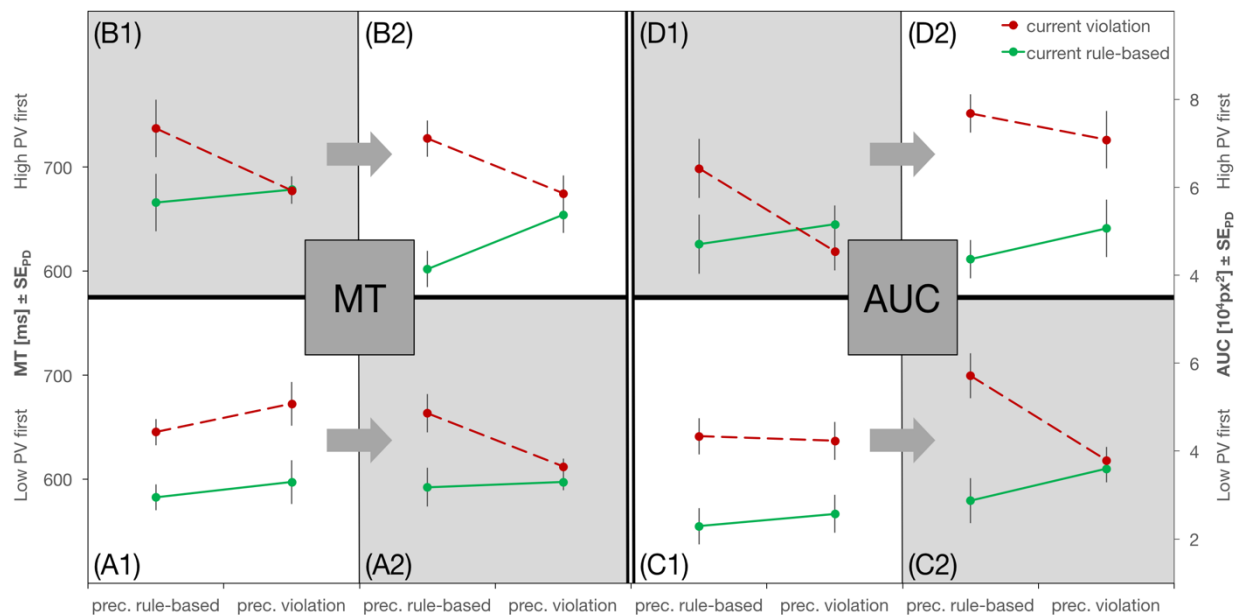 (B1)
(B2)
(D1)
(D2)
current violation
current rule-based
High PV first
700
600
MT [ms] ± SE_PD
Low PV first
700
600
MT
AUC
8
6
4
High PV first
AUC [10⁴px²] ± SE_PD
6
4
2
Low PV first
(A1)
(A2)
(C1)
(C2)
prec. rule-based
prec. violation
prec. rule-based
prec. violation
prec. rule-based
prec. violation
prec. rule-based
prec. violation